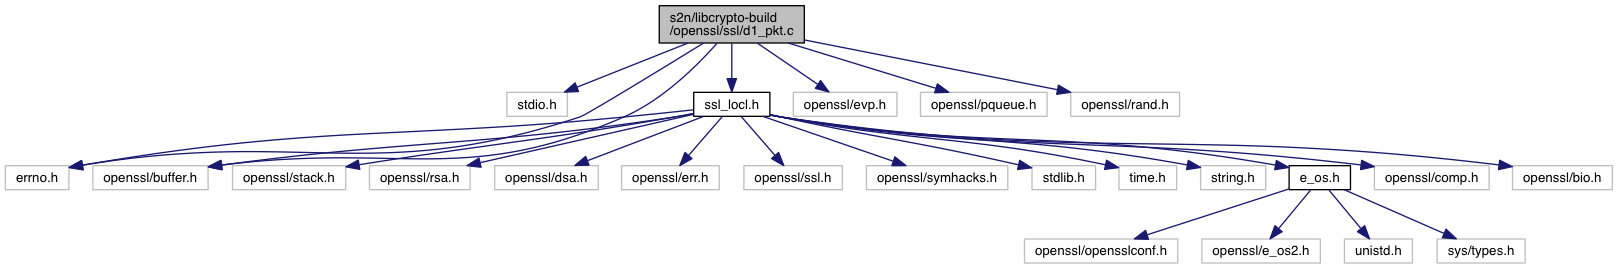 s2n/libcrypto-build
/openssl/ssl/d1_pkt.c
stdio.h
ssl_locl.h
openssl/evp.h
openssl/pqueue.h
openssl/rand.h
errno.h
openssl/buffer.h
openssl/stack.h
openssl/rsa.h
openssl/dsa.h
openssl/err.h
openssl/ssl.h
openssl/symhacks.h
stdlib.h
time.h
string.h
e_os.h
openssl/comp.h
openssl/bio.h
openssl/opensslconf.h
openssl/e_os2.h
unistd.h
sys/types.h